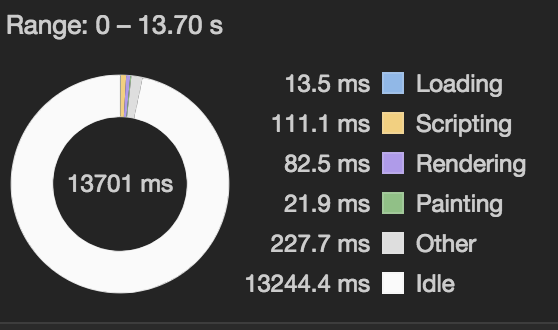 Range: 0 – 13.70 s
13701 ms
13.5 ms Loading
111.1 ms Scripting
82.5 ms Rendering
21.9 ms Painting
227.7 ms Other
13244.4 ms Idle